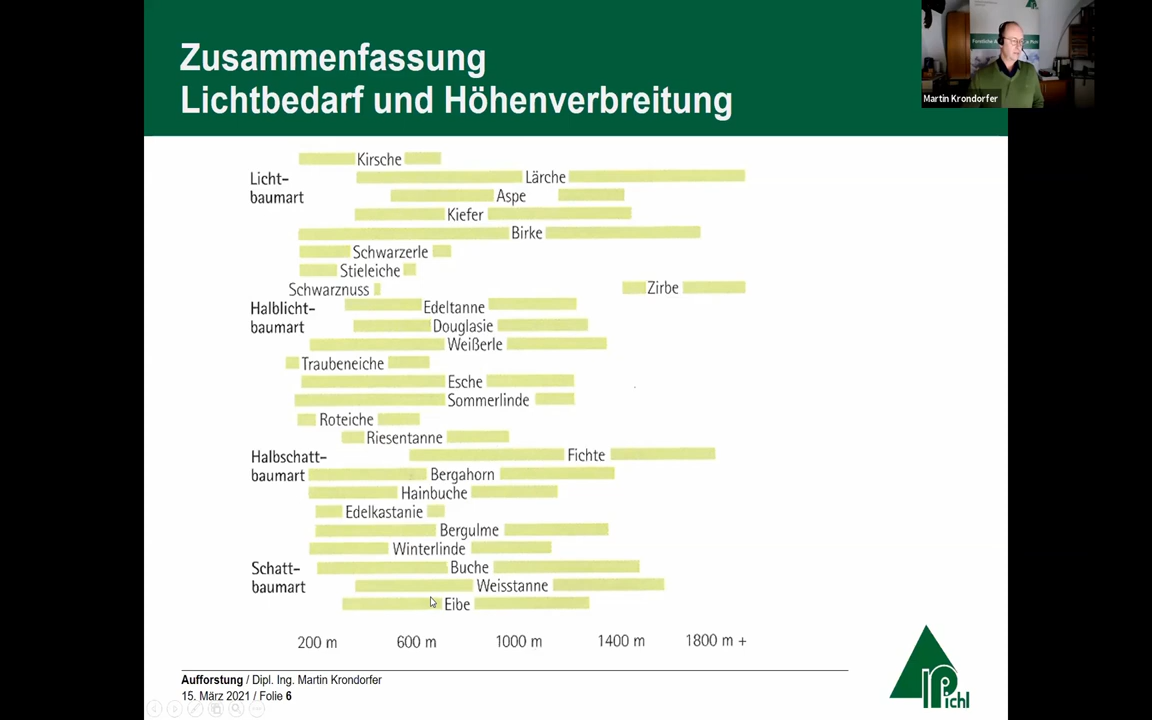 Zusammenfassung
Lichtbedarf und Höhenverbreitung
Martin Krondorfer
Kirsche
Licht-
baumart
Lärche
Aspe
Kiefer
Birke
Schwarzerle
Stieleiche
Schwarznuss
Zirbe
Halblicht-
baumart
Edeltanne
Douglasie
Weißerle
Traubeneiche
Esche
Sommerlinde
Roteiche
Riesentanne
Halbschatt-
baumart
Fichte
Bergahorn
Hainbuche
Edelkastanie
Bergulme
Winterlinde
Schatt-
baumart
Buche
Weisstanne
Eibe
200 m 600 m 1000 m 1400 m 1800 m +
Aufforstung / Dipl. Ing. Martin Krondorfer
15. März 2021 / Folie 6
Pichl